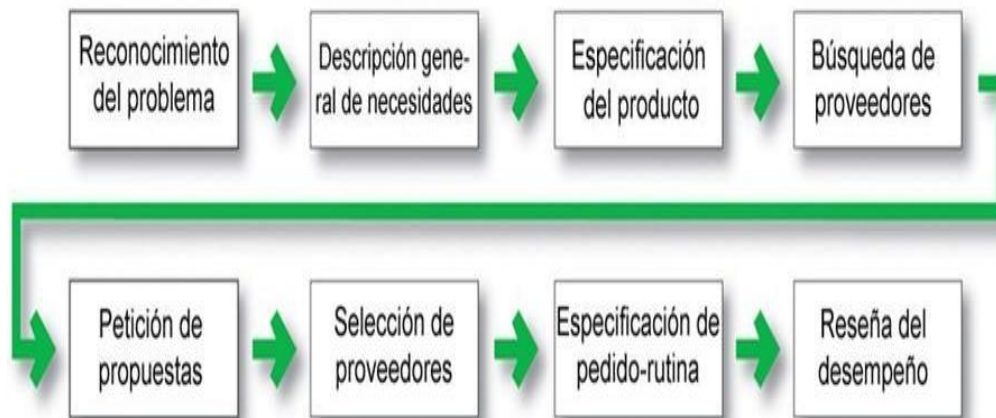 Reconocimiento
del problema
Descripción gene-
ral de necesidades
Especificación
del producto
Búsqueda de
proveedores
Petición de
propuestas
Selección de
proveedores
Especificación de
pedido-rutina
Reseña del
desempeño